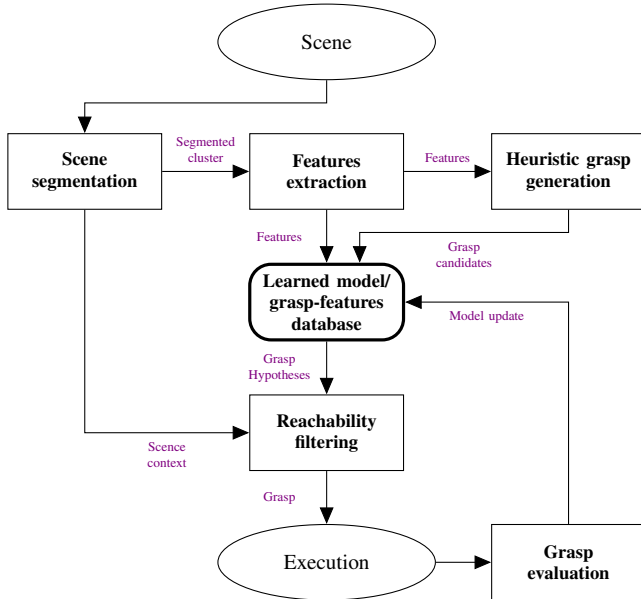 Scene
Scene
segmentation
Segmented
cluster
Features
extraction
Features
Heuristic grasp
generation
Features
Grasp
candidates
Learned model/
grasp-features
database
Model update
Grasp
Hypotheses
Reachability
filtering
Scence
context
Grasp
Execution
Grasp
evaluation